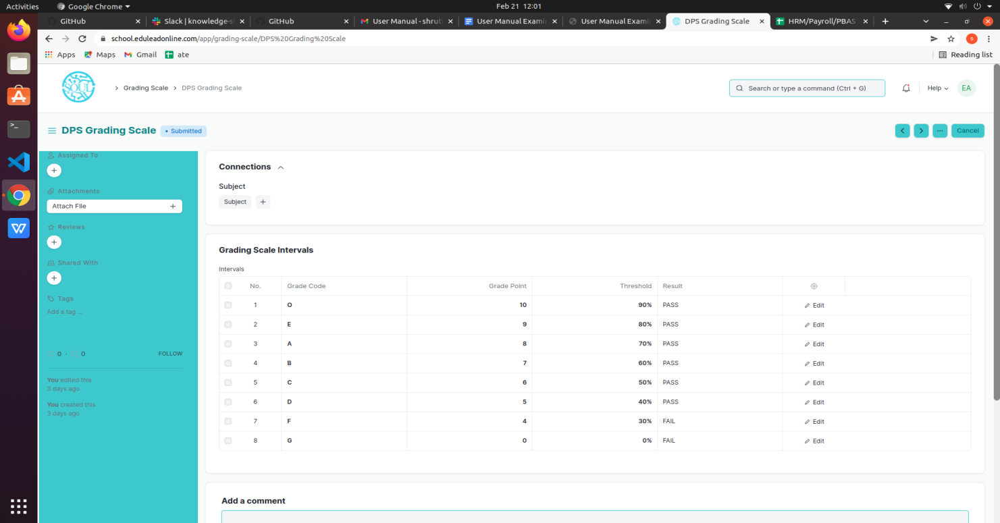 Activities Google Chrome Feb 21 12:01
GitHub Slack | knowledge-s GitHub User Manual - shruti User Manual Examin User Manual Examin DPS Grading Scale HRM/Payroll/PBAS
school.eduleadonline.com/app/grading-scale/DPS%20Grading%20Scale S
Apps Maps Gmail ate Reading list
SOUL Grading Scale DPS Grading Scale Search or type a command (Ctrl + G) Help EA
DPS Grading Scale • Submitted ... Cancel
Assigned To
Attachments
Attach File +
Reviews
Shared With
Tags
Add a tag ...
0 · 0 FOLLOW
You edited this
3 days ago
You created this
3 days ago
Connections
Subject
Subject +
Grading Scale Intervals
Intervals
No. Grade Code Grade Point Threshold Result
1 O 10 90% PASS Edit
2 E 9 80% PASS Edit
3 A 8 70% PASS Edit
4 B 7 60% PASS Edit
5 C 6 50% PASS Edit
6 D 5 40% PASS Edit
7 F 4 30% FAIL Edit
8 G 0 0% FAIL Edit
Add a comment